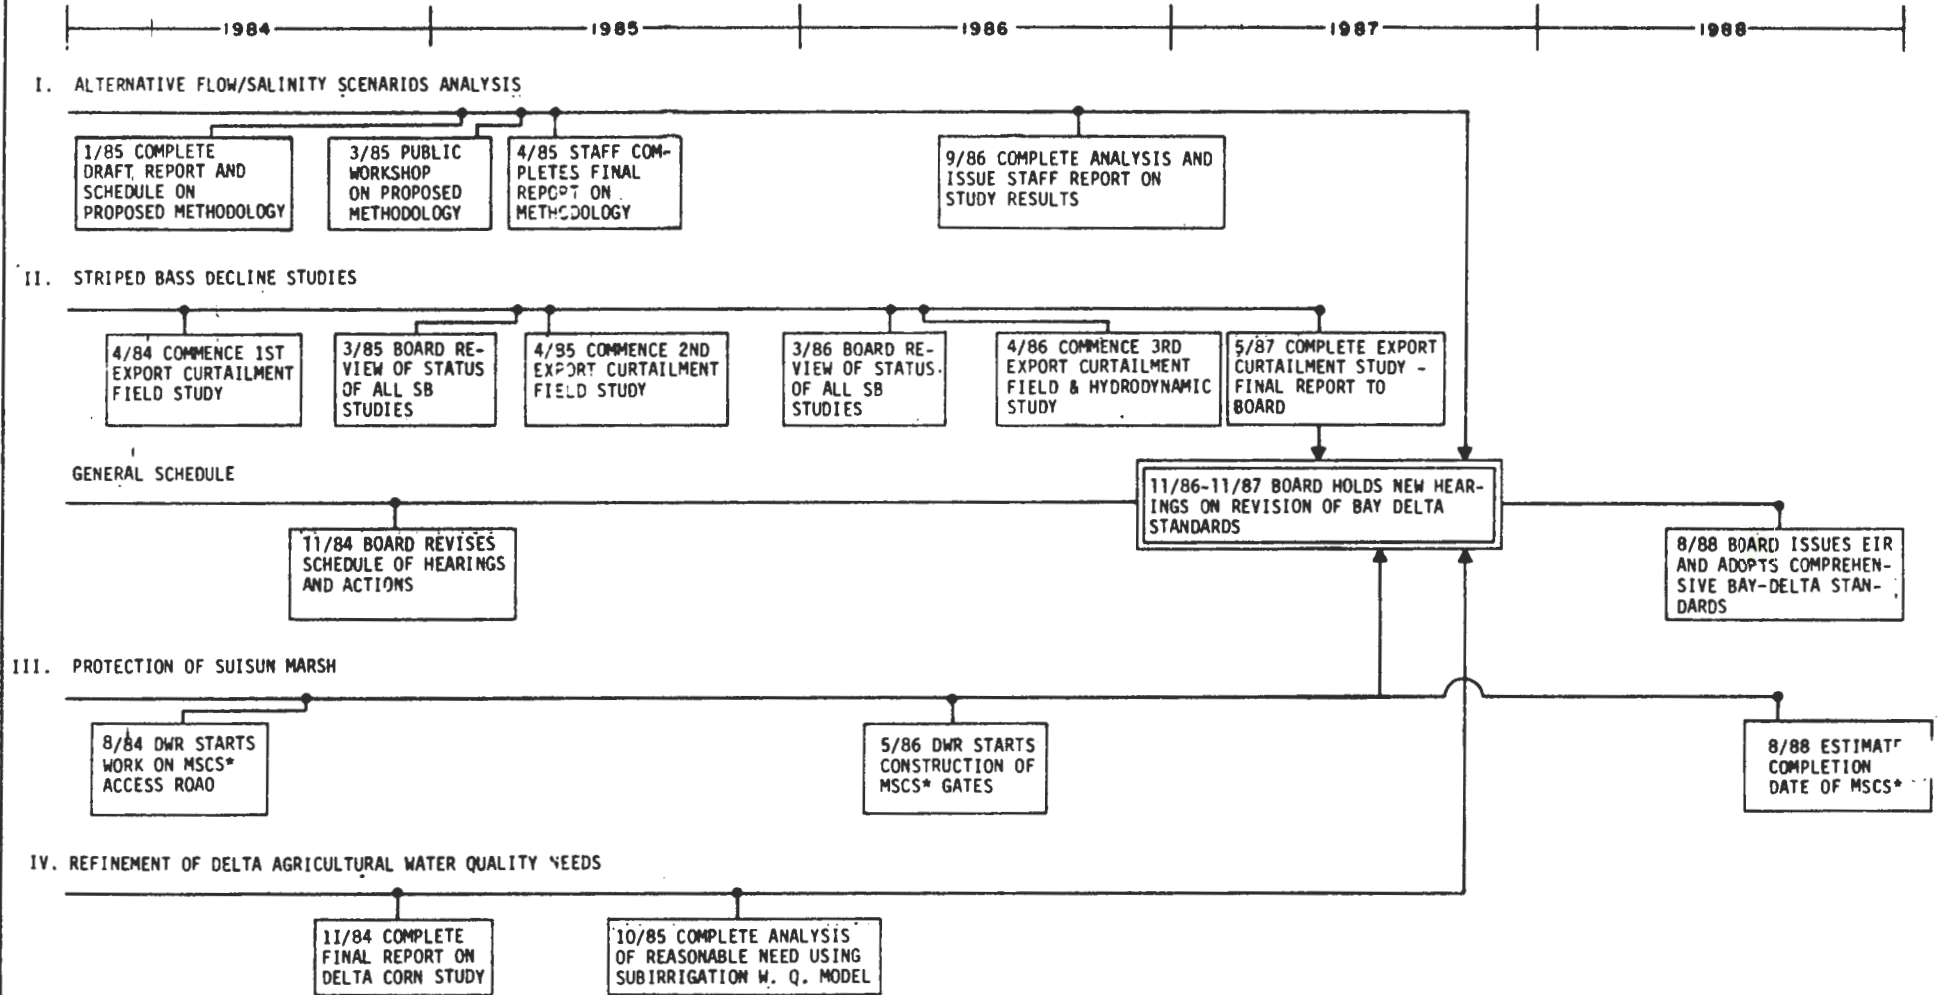 1984 1985 1986 1987 1988
I. ALTERNATIVE FLOW/SALINITY SCENARIOS ANALYSIS
1/85 COMPLETE
DRAFT REPORT AND
SCHEDULE ON
PROPOSED METHODOLOGY
3/85 PUBLIC
WORKSHOP
ON PROPOSED
METHODOLOGY
4/85 STAFF COM-
PLETES FINAL
REPORT ON
METHODOLOGY
9/86 COMPLETE ANALYSIS AND
ISSUE STAFF REPORT ON
STUDY RESULTS
II. STRIPED BASS DECLINE STUDIES
4/84 COMMENCE 1ST
EXPORT CURTAILMENT
FIELD STUDY
3/85 BOARD RE-
VIEW OF STATUS
OF ALL SB
STUDIES
4/85 COMMENCE 2ND
EXPORT CURTAILMENT
FIELD STUDY
3/86 BOARD RE-
VIEW OF STATUS
OF ALL SB
STUDIES
4/86 COMMENCE 3RD
EXPORT CURTAILMENT
FIELD & HYDRODYNAMIC
STUDY
5/87 COMPLETE EXPORT
CURTAILMENT STUDY -
FINAL REPORT TO
BOARD
GENERAL SCHEDULE
11/84 BOARD REVISES
SCHEDULE OF HEARINGS
AND ACTIONS
11/86-11/87 BOARD HOLDS NEW HEAR-
INGS ON REVISION OF BAY DELTA
STANDARDS
8/88 BOARD ISSUES EIR
AND ADOPTS COMPREHEN-
SIVE BAY-DELTA STAN-
DARDS
III. PROTECTION OF SUISUN MARSH
8/84 DWR STARTS
WORK ON MSCS*
ACCESS ROAD
5/86 DWR STARTS
CONSTRUCTION OF
MSCS* GATES
8/88 ESTIMATE
COMPLETION
DATE OF MSCS*
IV. REFINEMENT OF DELTA AGRICULTURAL WATER QUALITY NEEDS
11/84 COMPLETE
FINAL REPORT ON
DELTA CORN STUDY
10/85 COMPLETE ANALYSIS
OF REASONABLE NEED USING
SUBIRRIGATION W. Q. MODEL